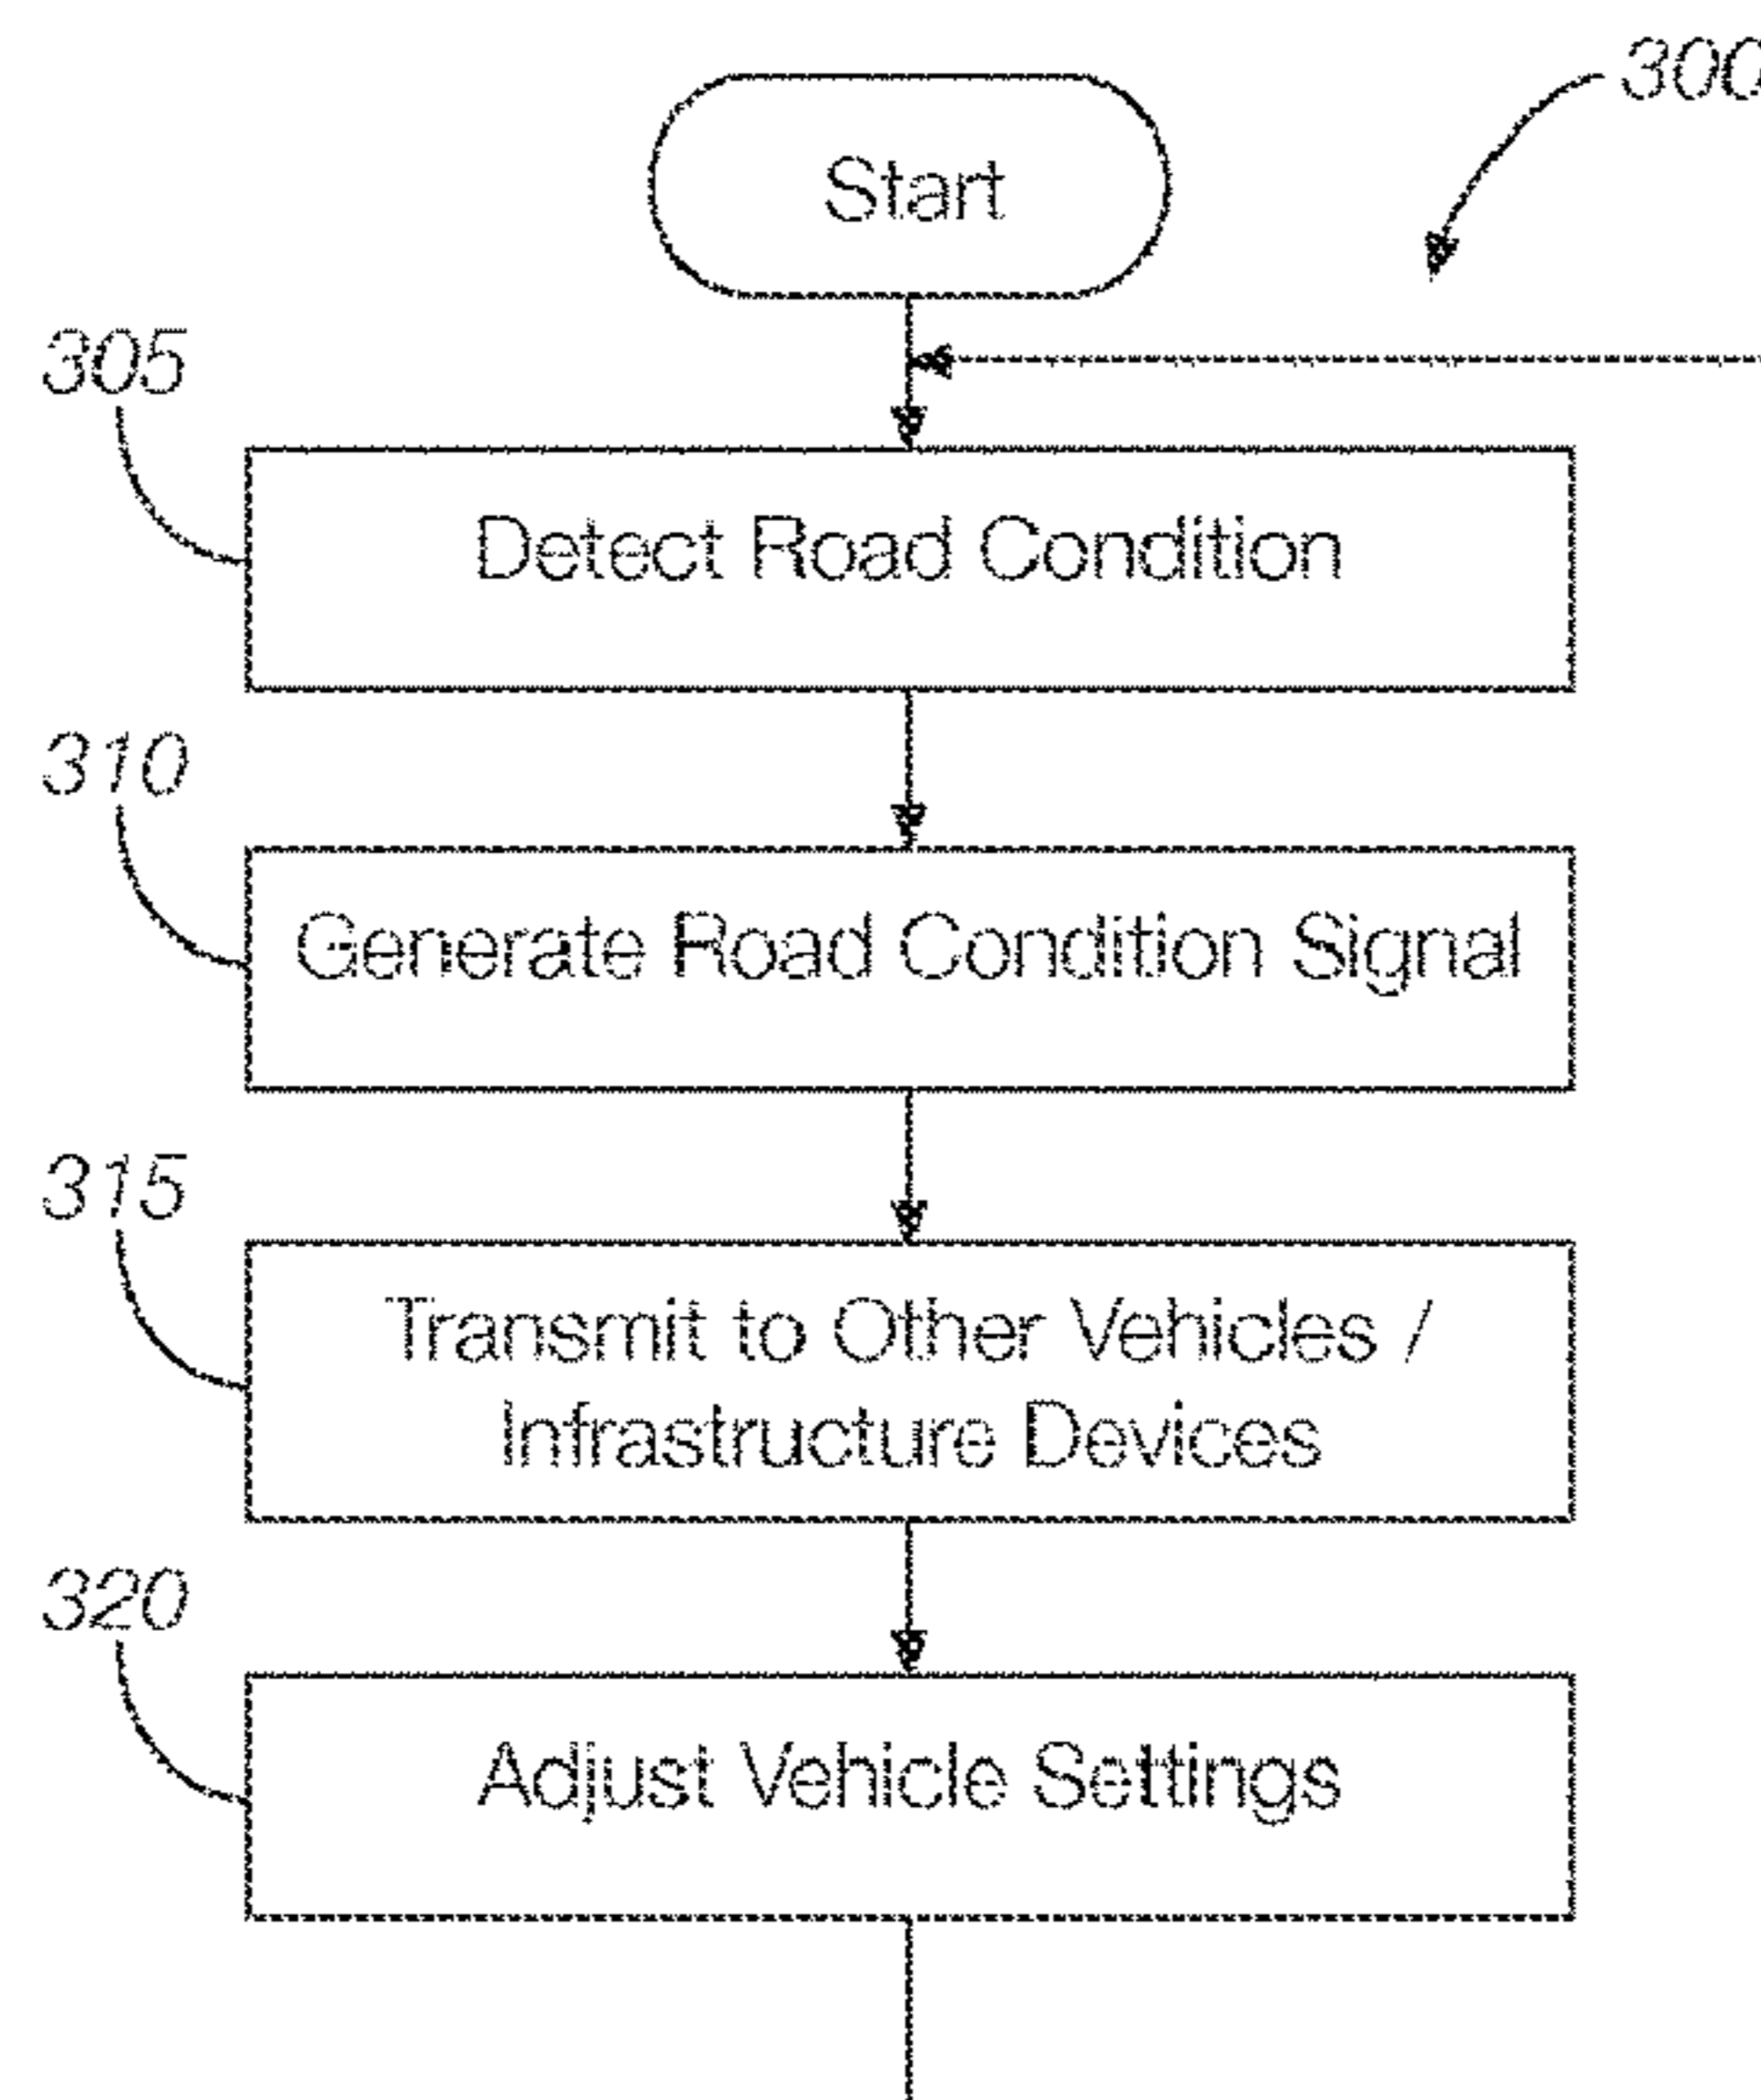 300
Start
305
Detect Road Condition
310
Generate Road Condition Signal
315
Transmit to Other Vehicles /
Infrastructure Devices
320
Adjust Vehicle Settings